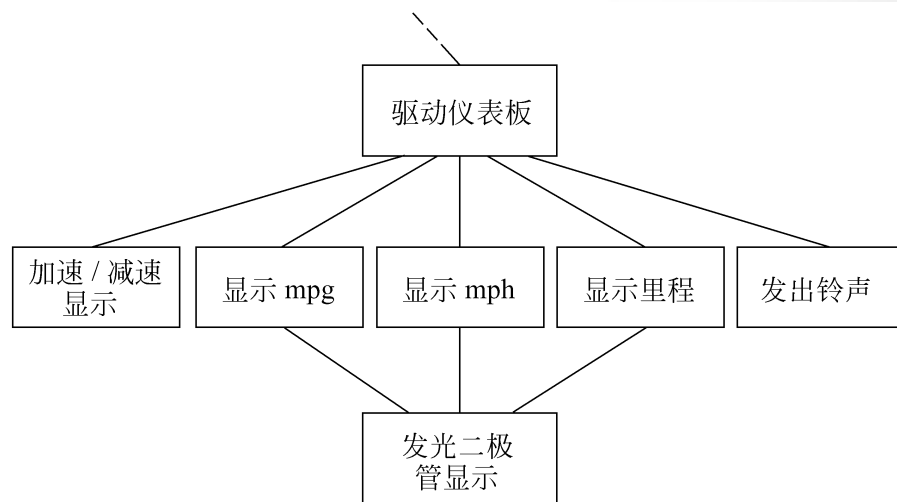 驱动仪表板
加速 / 减速
显示
显示 mpg
显示 mph
显示里程
发出铃声
发光二极
管显示